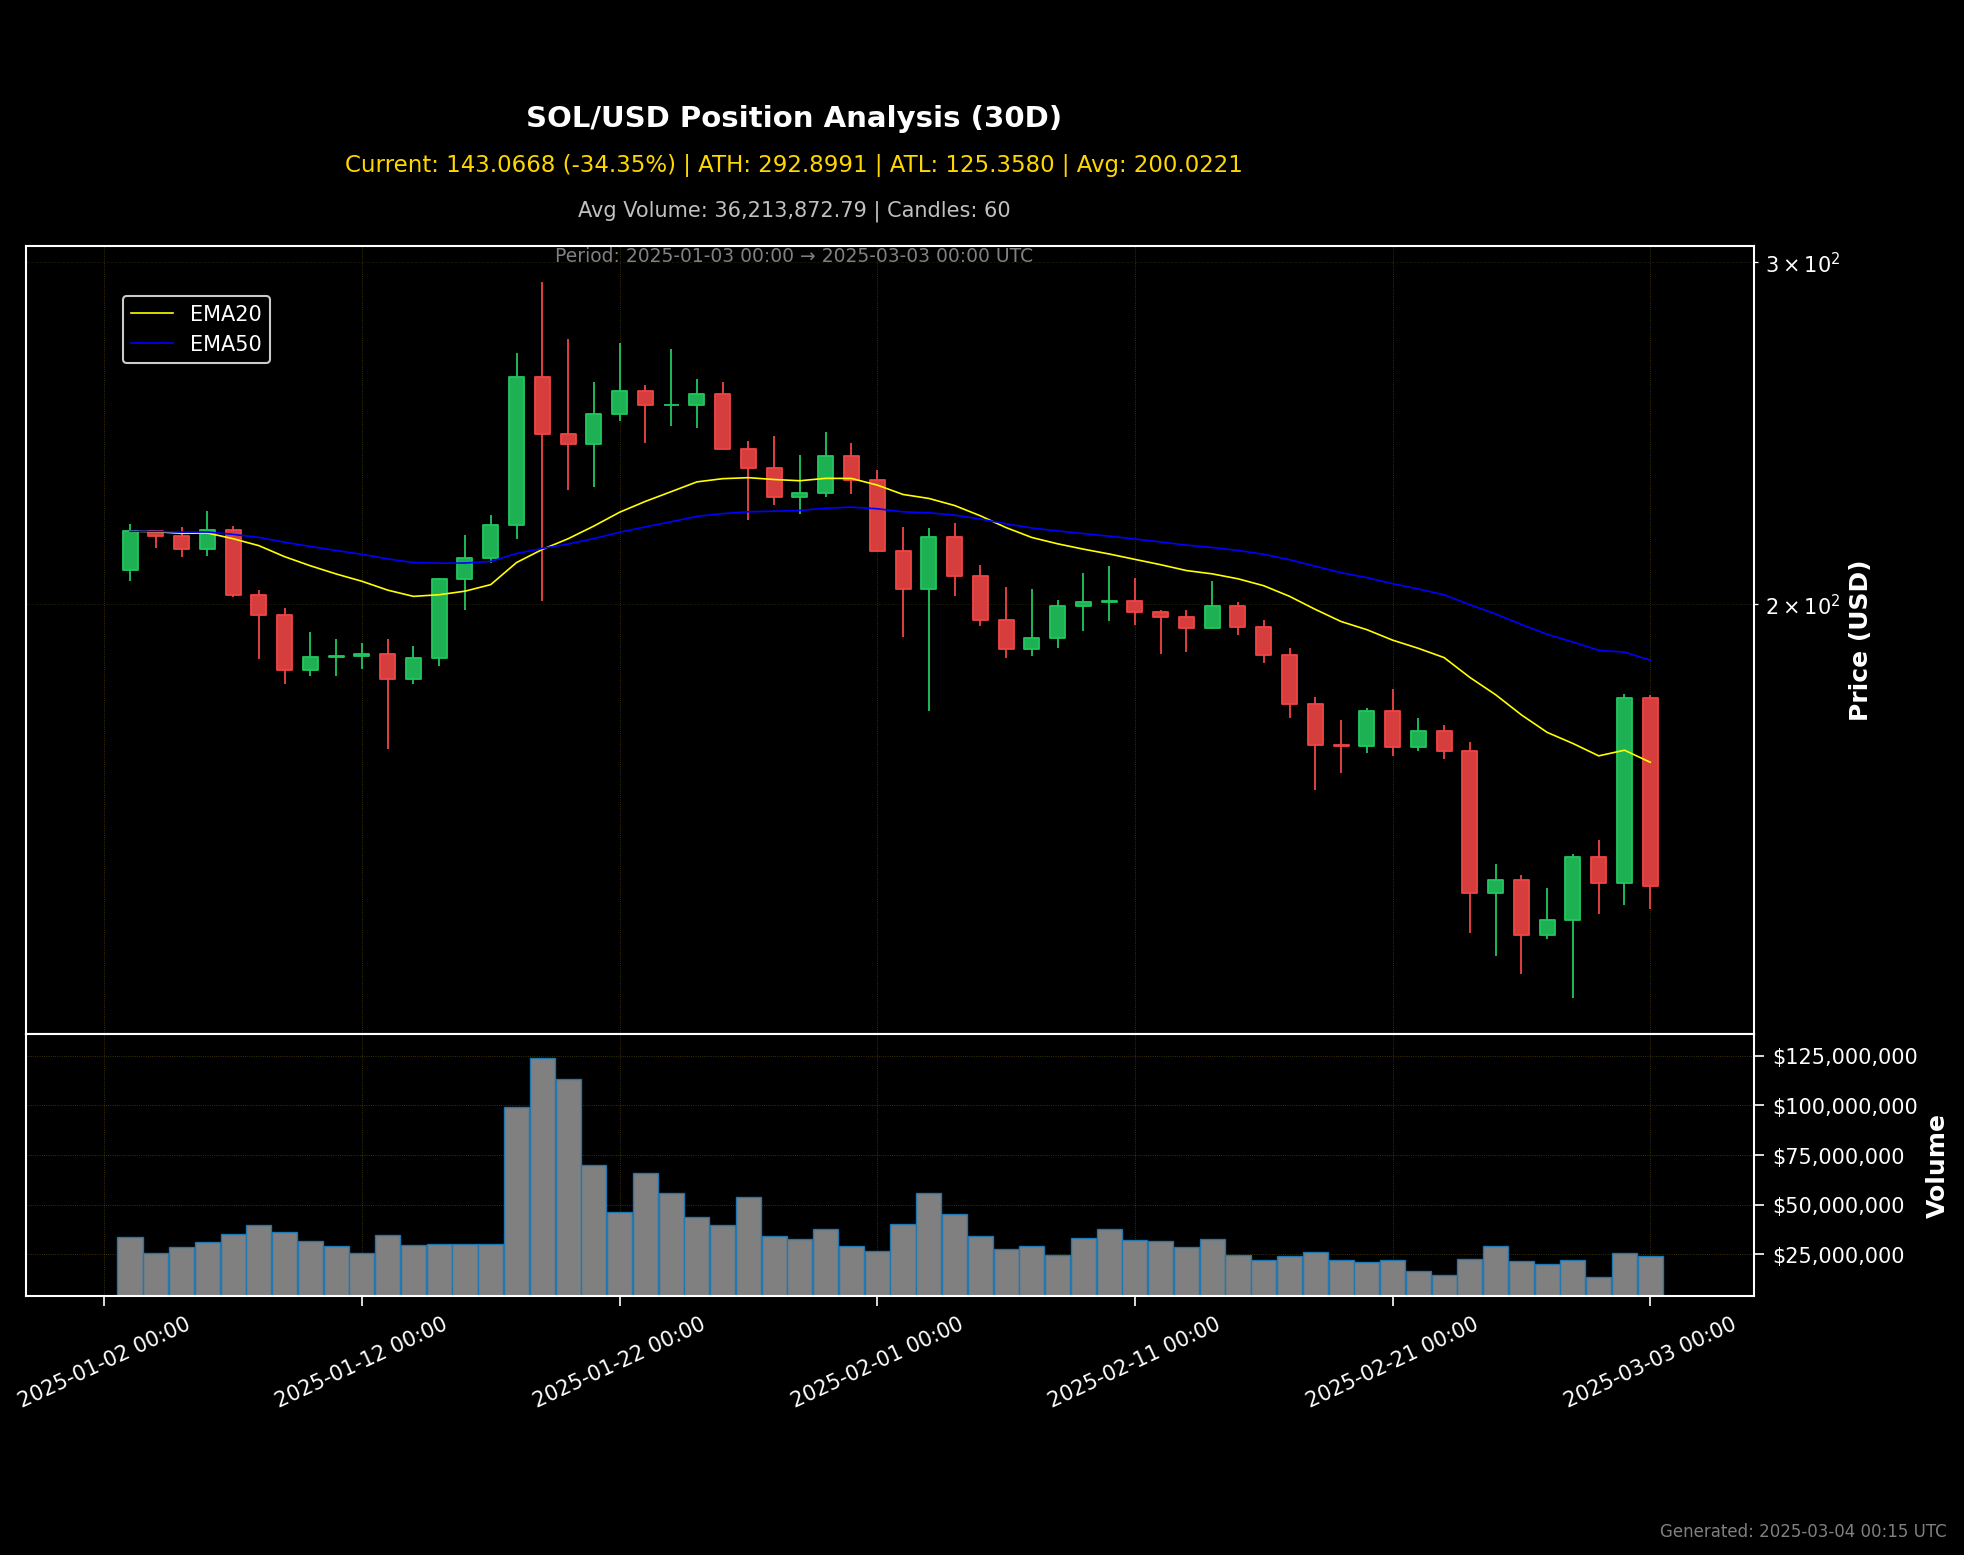 SOL/USD Position Analysis (30D)
Current: 143.0668 (-34.35%) | ATH: 292.8991 | ATL: 125.3580 | Avg: 200.0221
Avg Volume: 36,213,872.79 | Candles: 60
Period: 2025-01-03 00:00 → 2025-03-03 00:00 UTC
EMA20
EMA50
3 × 10²
2 × 10²
Price (USD)
$125,000,000
$100,000,000
$75,000,000
$50,000,000
$25,000,000
Volume
2025-01-02 00:00
2025-01-12 00:00
2025-01-22 00:00
2025-02-01 00:00
2025-02-11 00:00
2025-02-21 00:00
2025-03-03 00:00
Generated: 2025-03-04 00:15 UTC